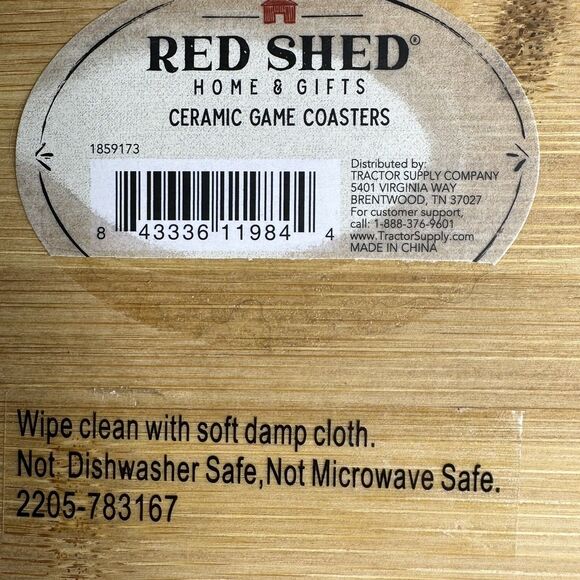 RED SHED®
HOME & GIFTS
CERAMIC GAME COASTERS
1859173
8 43336 11984 4
Distributed by:
TRACTOR SUPPLY COMPANY
5401 VIRGINIA WAY
BRENTWOOD, TN 37027
For customer support,
call: 1-888-376-9601
www.TractorSupply.com
MADE IN CHINA
Wipe clean with soft damp cloth.
Not Dishwasher Safe,Not Microwave Safe.
2205-783167